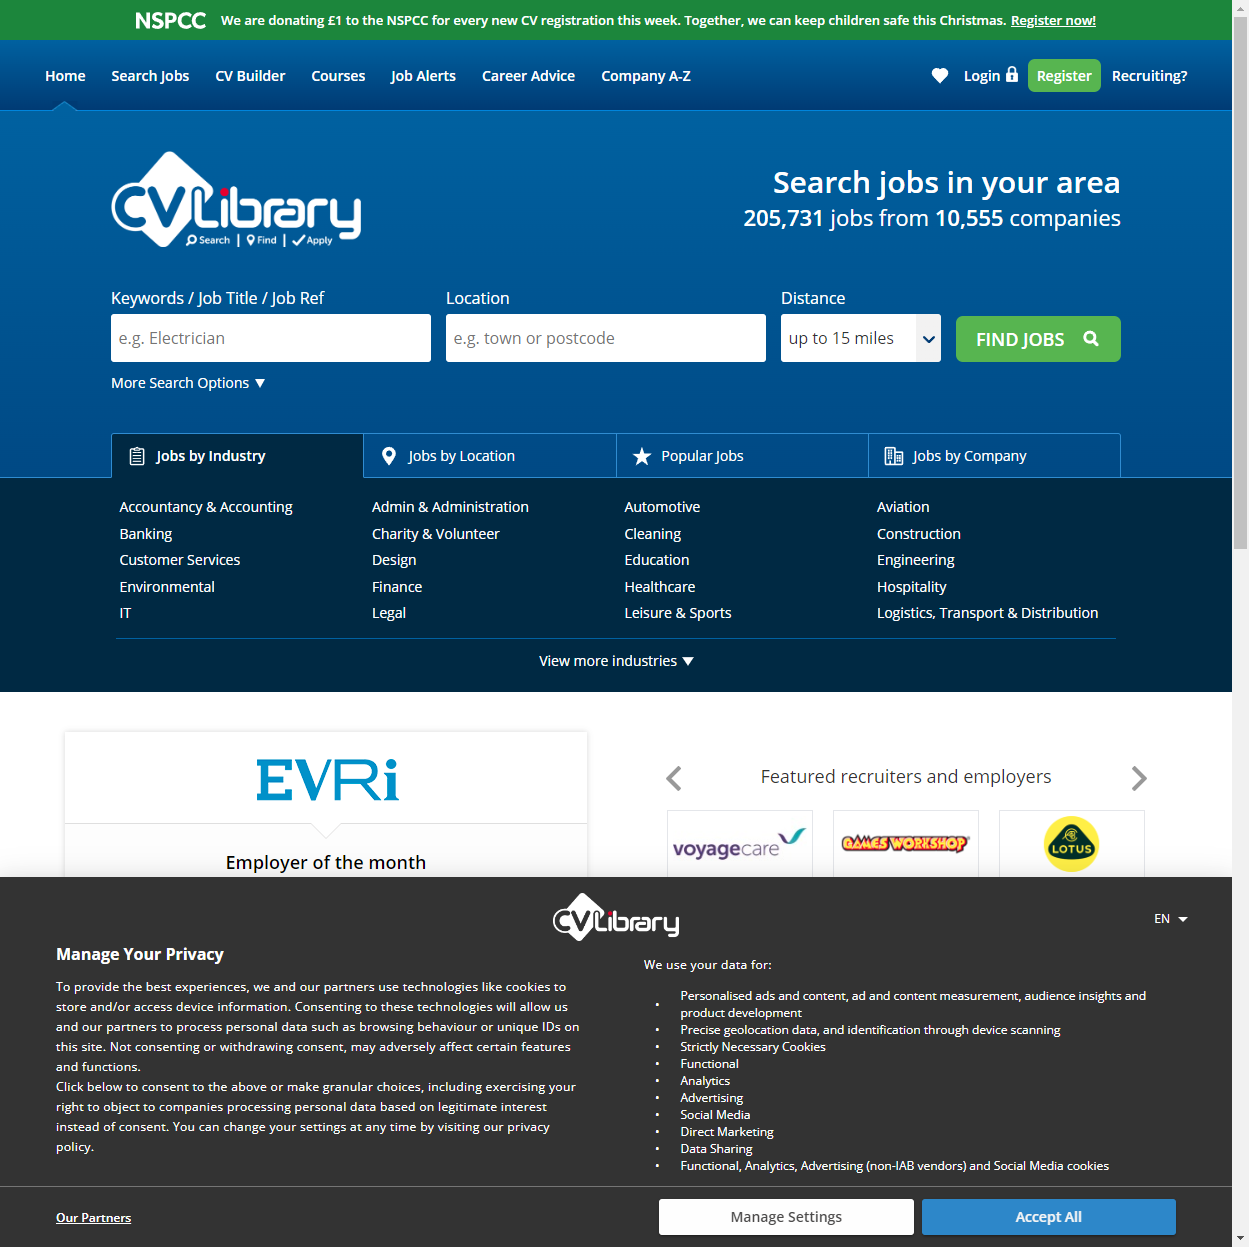 NSPCC We are donating £1 to the NSPCC for every new CV registration this week. Together, we can keep children safe this Christmas. Register now!
Home Search Jobs CV Builder Courses Job Alerts Career Advice Company A-Z Login Register Recruiting?
CVLibrary
Search | Find | Apply
Search jobs in your area
205,731 jobs from 10,555 companies
Keywords / Job Title / Job Ref Location Distance
e.g. Electrician e.g. town or postcode up to 15 miles FIND JOBS
More Search Options ▼
Jobs by Industry Jobs by Location Popular Jobs Jobs by Company
Accountancy & Accounting Admin & Administration Automotive Aviation
Banking Charity & Volunteer Cleaning Construction
Customer Services Design Education Engineering
Environmental Finance Healthcare Hospitality
IT Legal Leisure & Sports Logistics, Transport & Distribution
View more industries ▼
EVRi
Employer of the month
Featured recruiters and employers
voyagecare GAMES WORKSHOP LOTUS
CVLibrary
EN
Manage Your Privacy
To provide the best experiences, we and our partners use technologies like cookies to
store and/or access device information. Consenting to these technologies will allow us
and our partners to process personal data such as browsing behaviour or unique IDs on
this site. Not consenting or withdrawing consent, may adversely affect certain features
and functions.
Click below to consent to the above or make granular choices, including exercising your
right to object to companies processing personal data based on legitimate interest
instead of consent. You can change your settings at any time by visiting our privacy
policy.
We use your data for:
• Personalised ads and content, ad and content measurement, audience insights and
product development
• Precise geolocation data, and identification through device scanning
• Strictly Necessary Cookies
• Functional
• Analytics
• Advertising
• Social Media
• Direct Marketing
• Data Sharing
• Functional, Analytics, Advertising (non-IAB vendors) and Social Media cookies
Our Partners Manage Settings Accept All